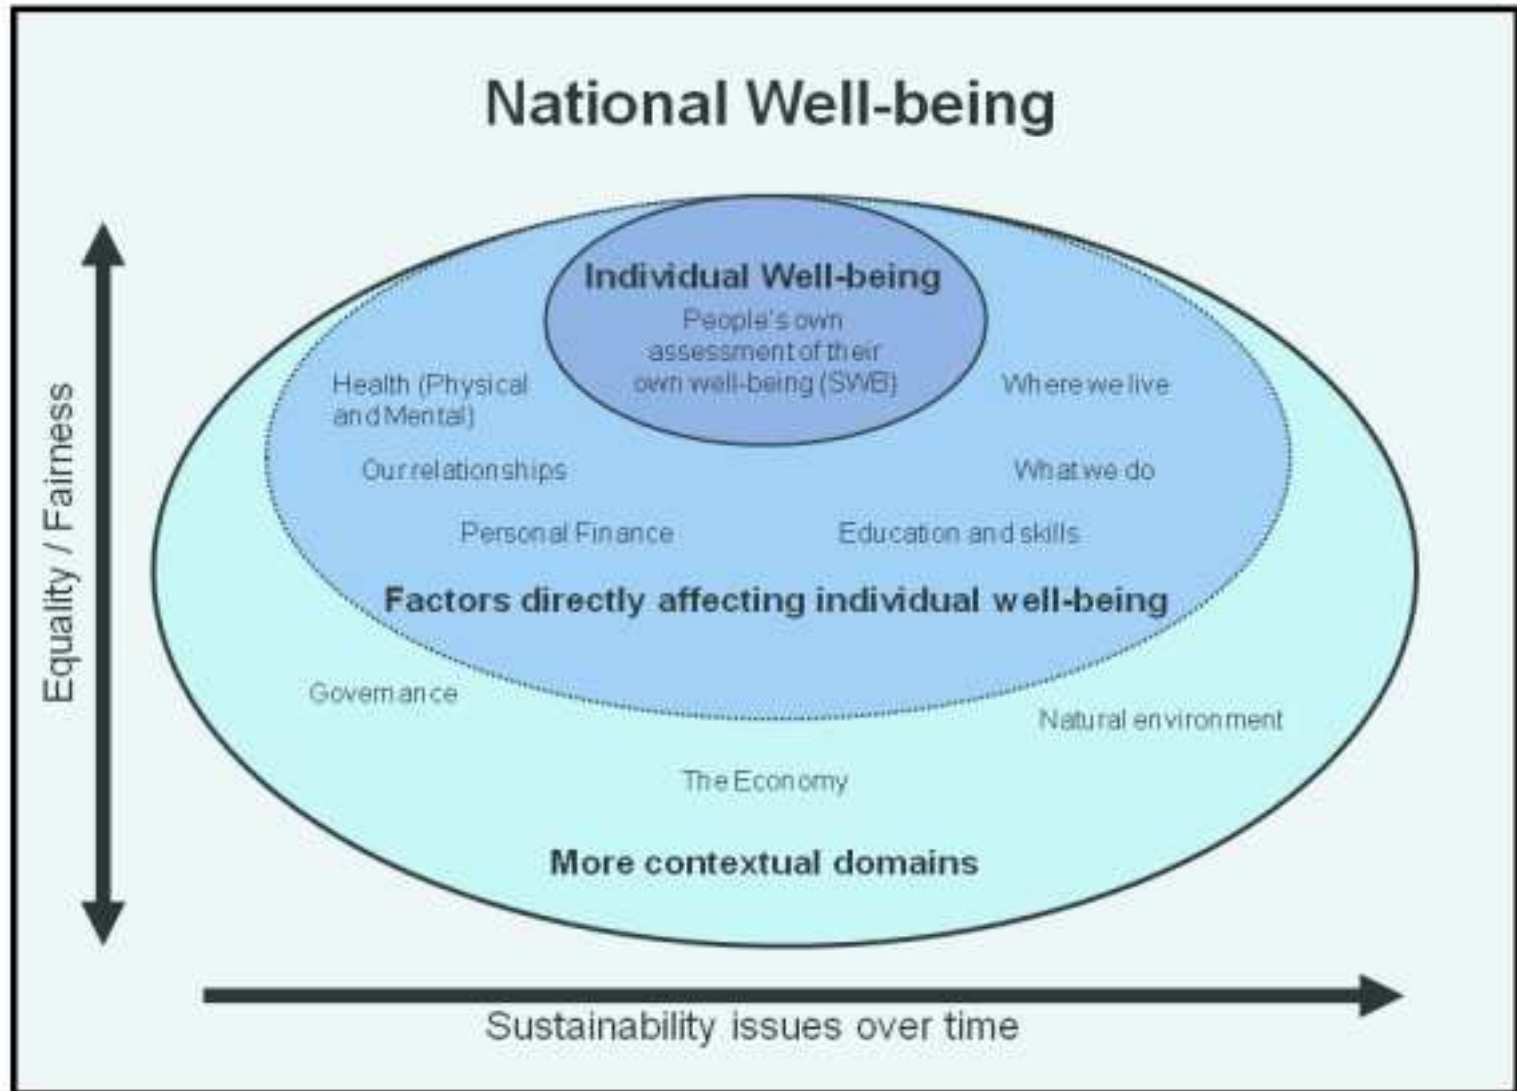 National Well-being
Individual Well-being
People's own
assessment of their
own well-being (SWB)
Health (Physical
and Mental)
Where we live
Our relationships
What we do
Personal Finance
Education and skills
Factors directly affecting individual well-being
Governance
Natural environment
The Economy
More contextual domains
Equality / Fairness
Sustainability issues over time